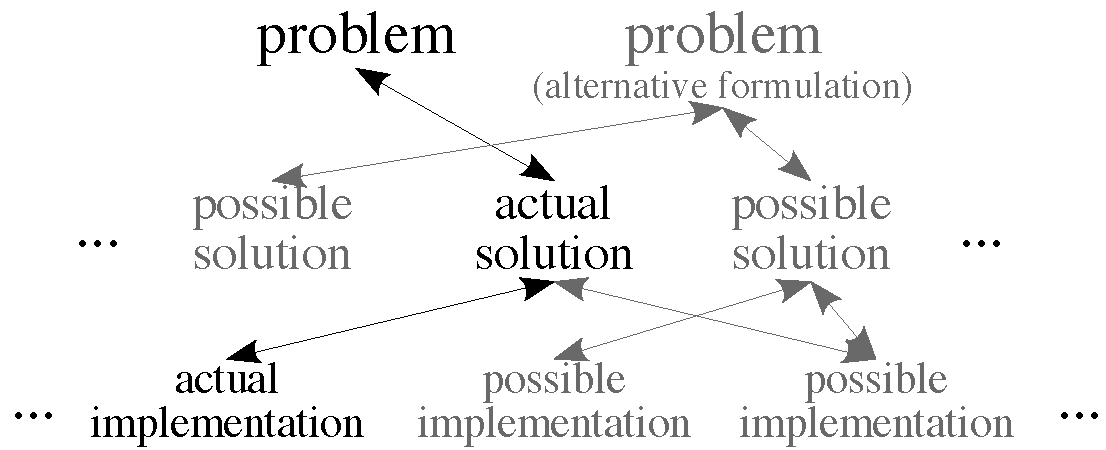 problem problem
(alternative formulation)
possible actual possible
... solution solution solution ...
actual possible possible
... implementation implementation implementation ...